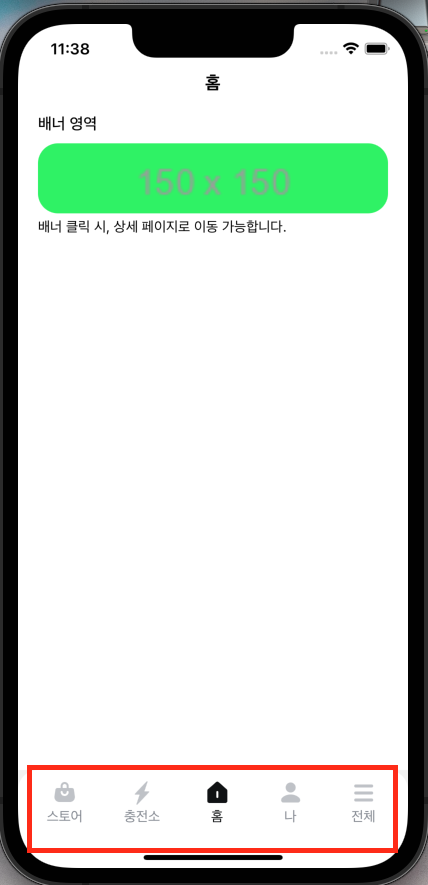 11:38
홈
배너 영역
150 x 150
배너 클릭 시, 상세 페이지로 이동 가능합니다.
스토어 충전소 홈 나 전체